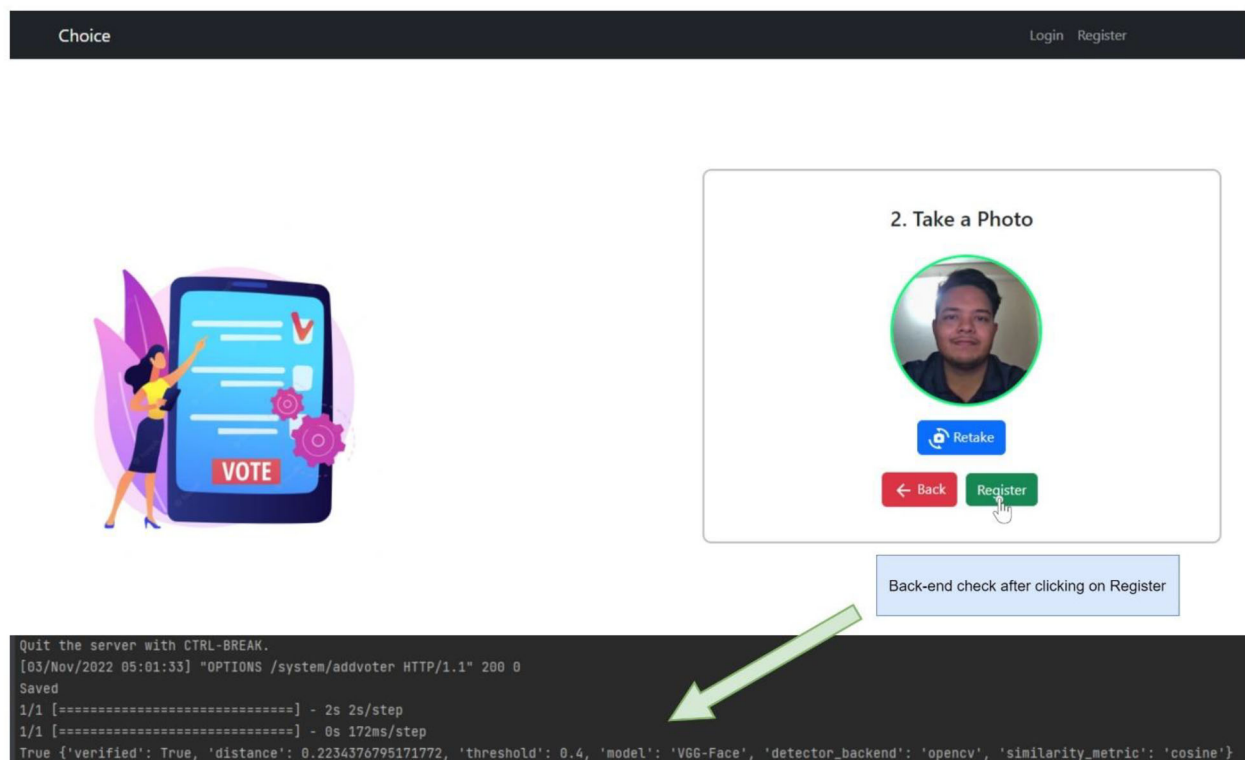 Choice
Login Register
2. Take a Photo
Retake
← Back Register
VOTE
Back-end check after clicking on Register
Quit the server with CTRL-BREAK.
[03/Nov/2022 05:01:33] "OPTIONS /system/addvoter HTTP/1.1" 200 0
Saved
1/1 [==============================] - 2s 2s/step
1/1 [==============================] - 0s 172ms/step
True {'verified': True, 'distance': 0.2234376795171772, 'threshold': 0.4, 'model': 'VGG-Face', 'detector_backend': 'opencv', 'similarity_metric': 'cosine'}